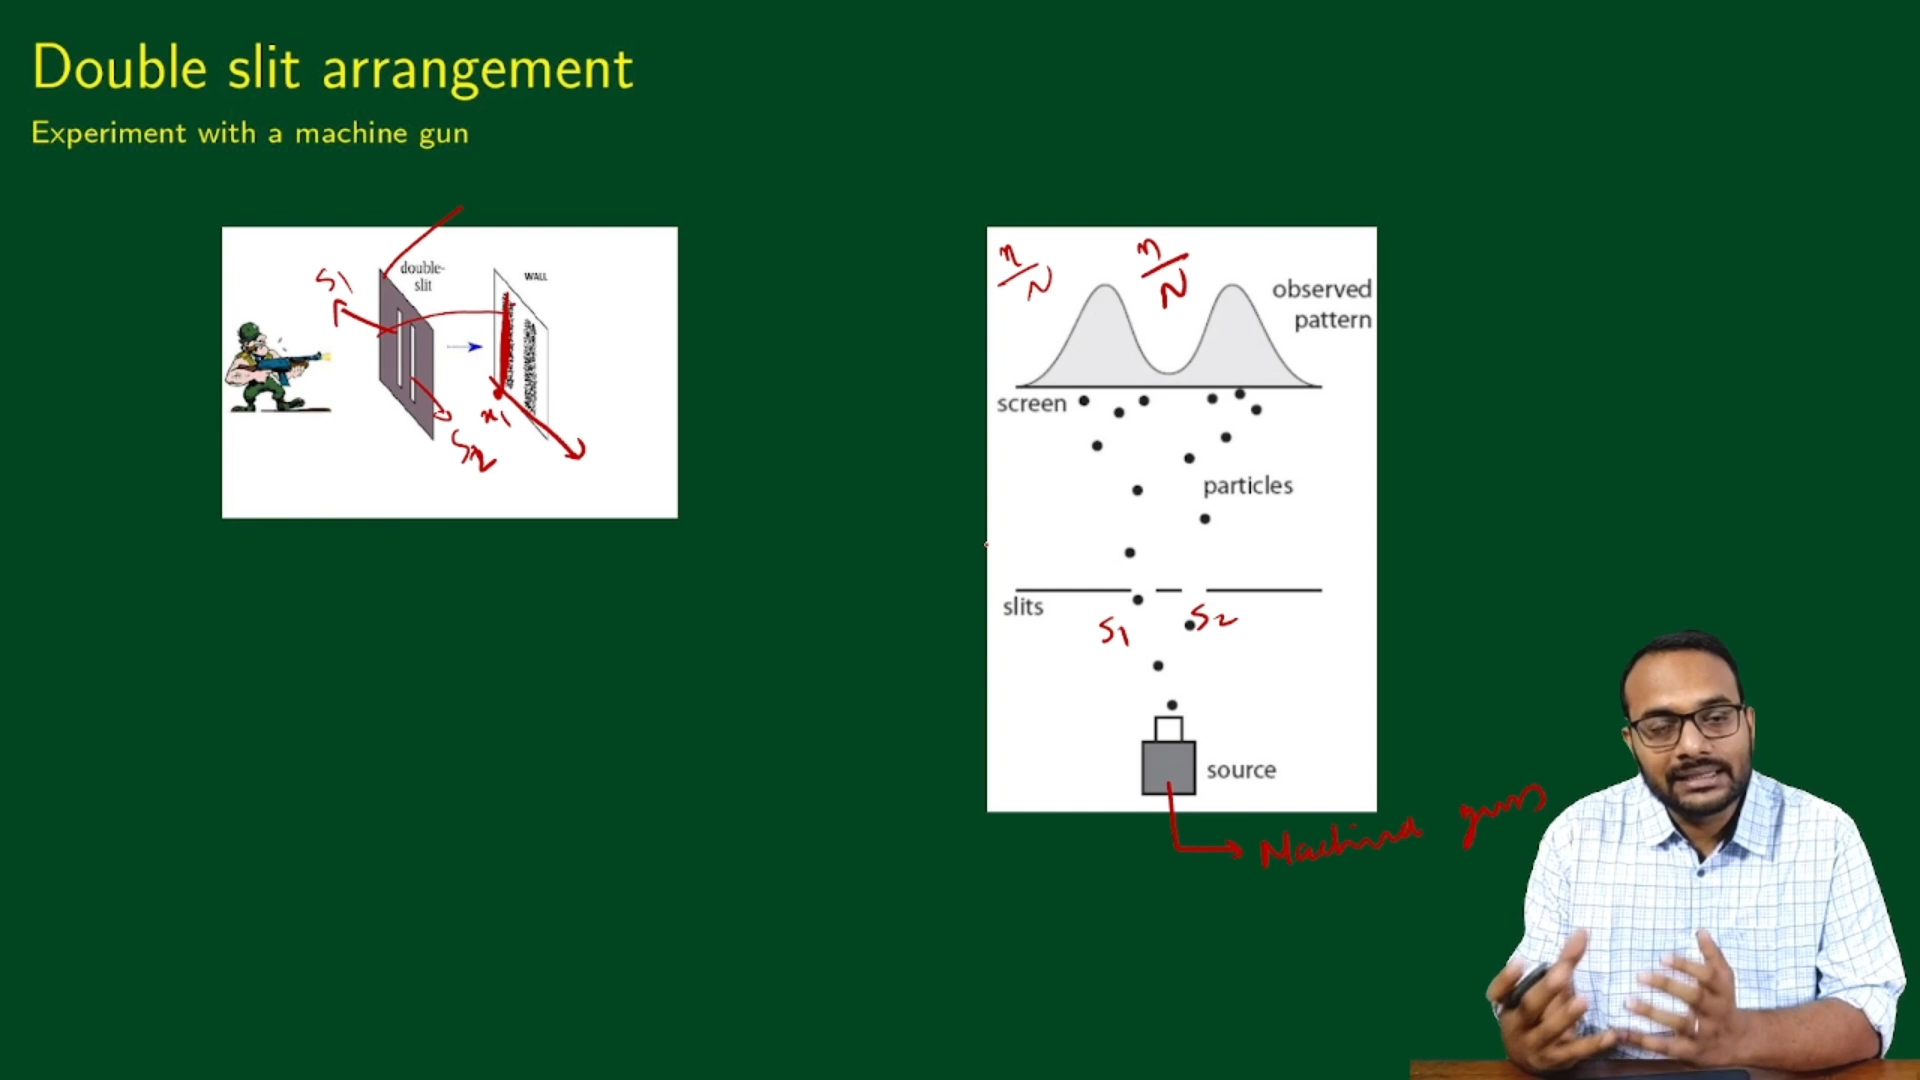 Double slit arrangement
Experiment with a machine gun
double-
slit
WALL
S1
S2
x1
n/N
n/N
observed
pattern
screen
particles
slits
S1
S2
source
Machine gun